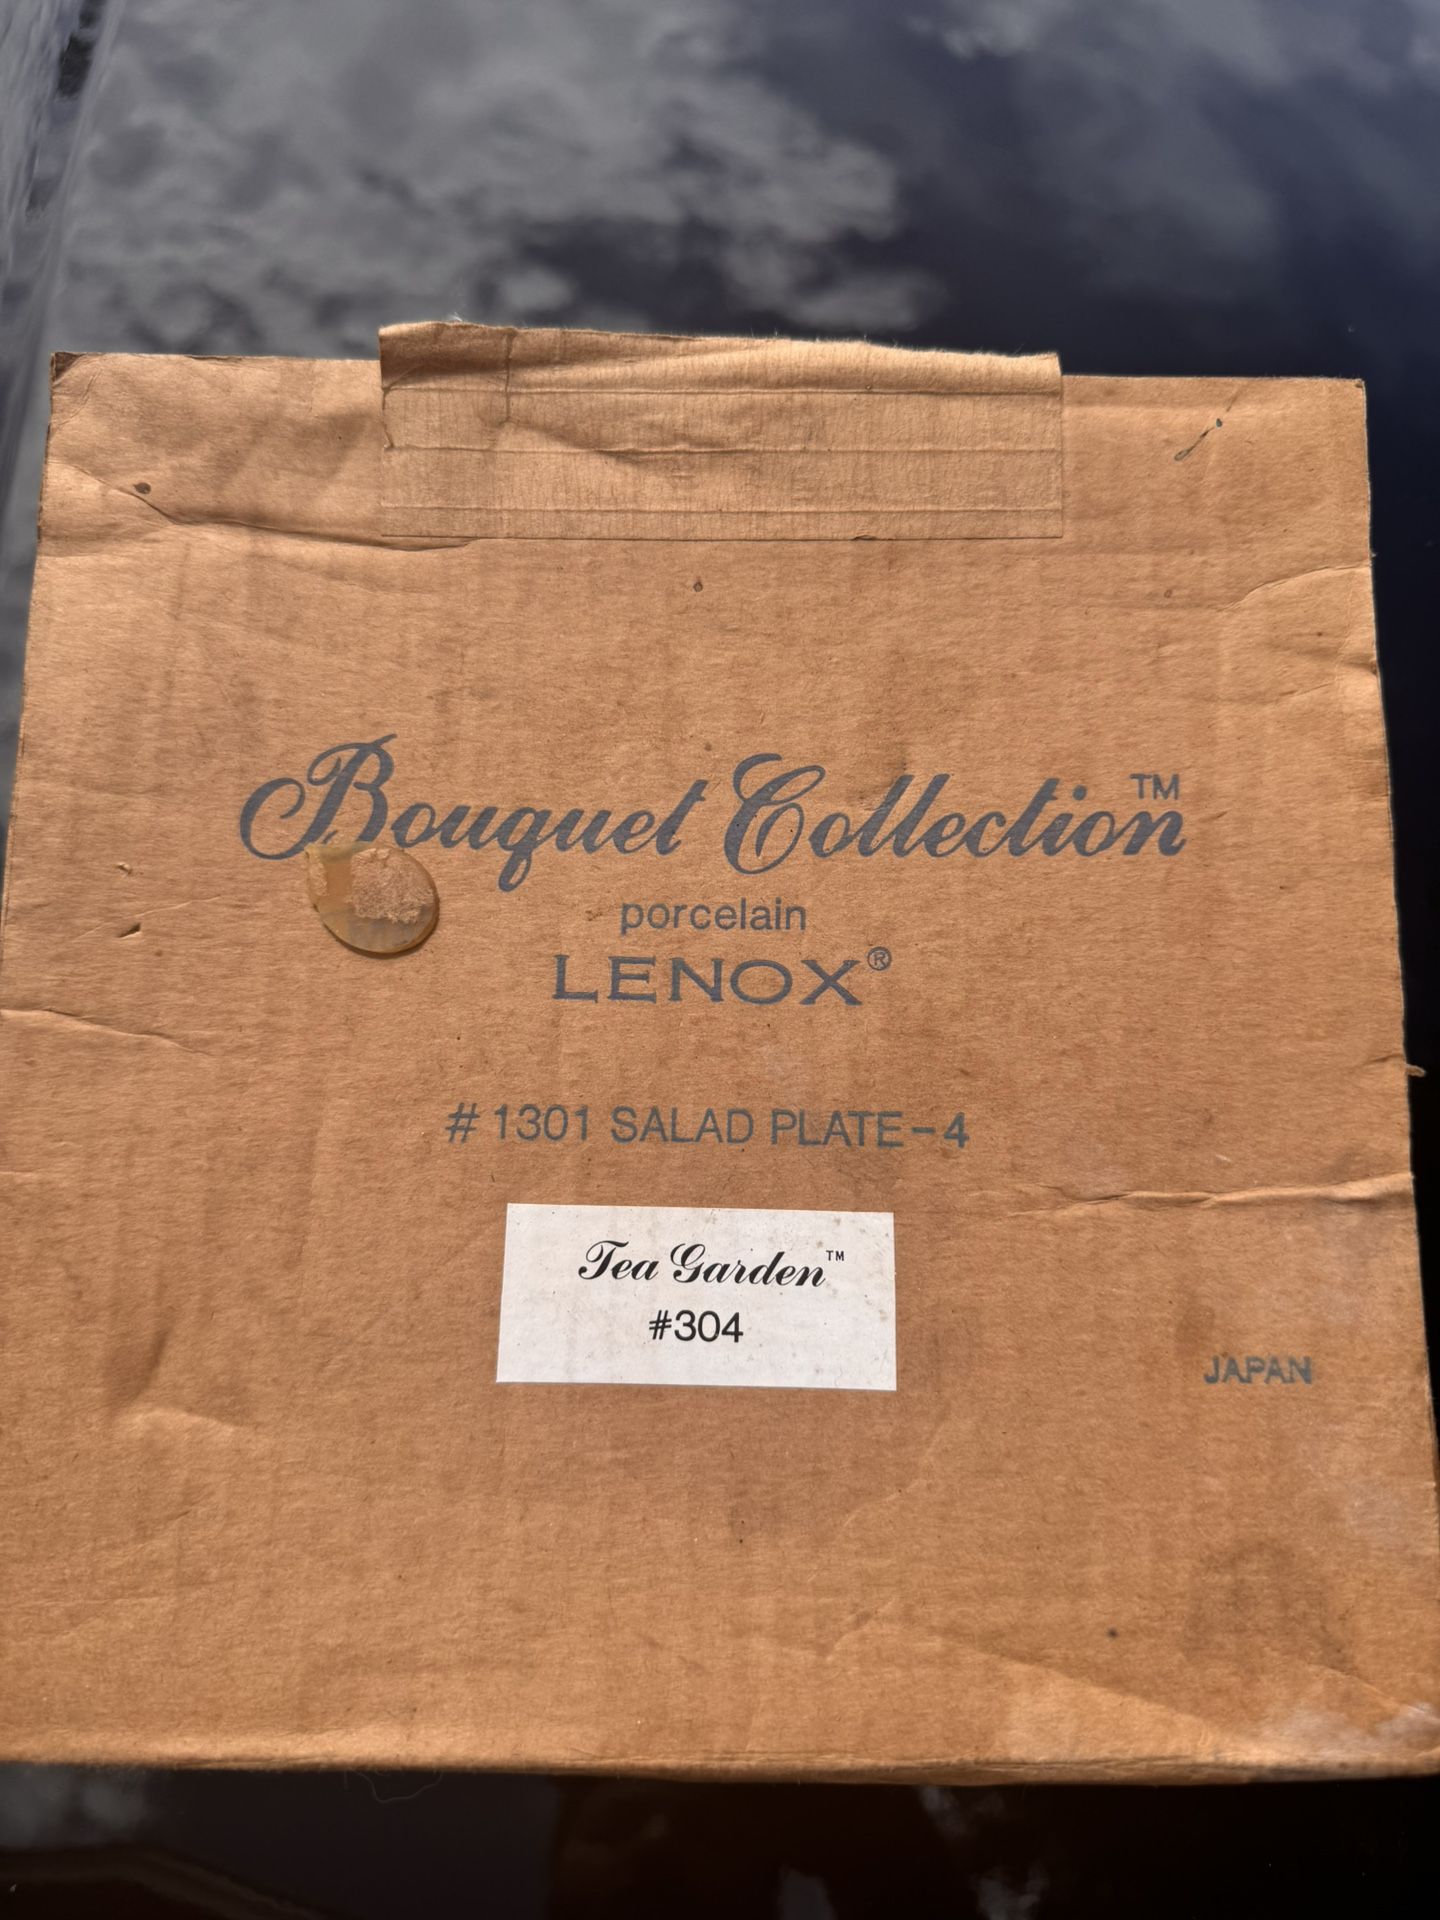 Bouquet Collection™
porcelain
LENOX®
# 1301 SALAD PLATE-4
Tea Garden™
#304
JAPAN